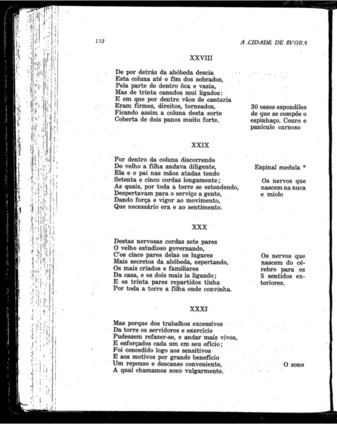 132
A CIDADE DE EVORA
XXVIII
De por detrás da abóbeda descia
Esta coluna até o fim dos sobrados,
Pela parte de dentro ôca e vazia,
Mas de trinta canudos mui ligados:
E em que por dentro vãos de cantaria
Eram firmes, direitos, torneados,
Ficando assim a coluna desta sorte
Coberta de dois panos muito forte.
30 ossos espondiles
de que se compõe o
espinhaço. Couro e
panículo carnoso
XXIX
Por dentro da coluna discorrendo
Do velho a filha andava diligente,
Ela e o pai nas mãos atadas tendo
Setenta e cinco cordas longamente;
As quais, por toda a torre se estendendo,
Despertavam para o serviço a gente,
Dando força e vigor ao movimento,
Que necessário era e ao sentimento.
Espinal medula *
Os nervos que
nascem na nuca
e miolo
XXX
Destas nervosas cordas sete pares
O velho estudioso governando,
C'os cinco pares delas os lugares
Mais secretos da abóbeda, espertando,
Os mais criados e familiares
Da casa, e os dois mais ia ligando;
E os trinta pares repartidos tinha
Por toda a torre a filha onde convinha.
Os nervos que
nascem do cé-
rebro para os
5 sentidos ex-
teriores.
XXXI
Mas porque dos trabalhos excessivos
Da torre os servidores e exercício
Pudessem refazer-se, e andar mais vivos,
E esforçados cada um em seu ofício;
Foi concedido logo aos sensitivos
E aos motivos por grande benefício
Um repouso e descanso conveniente,
A qual chamamos sono vulgarmente.
O sono